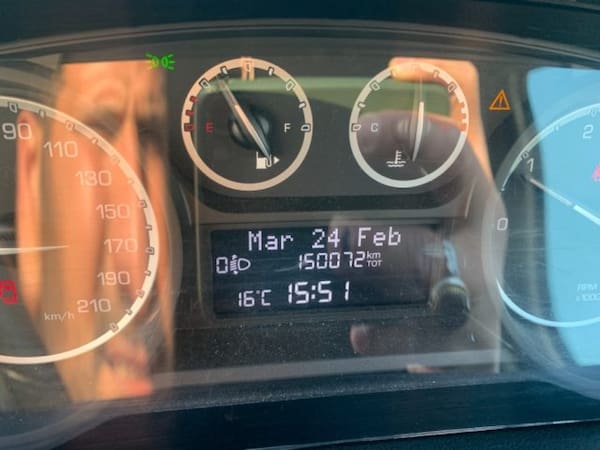 90
110
130
150
170
190
210
km/h
E
F
C
Mar 24 Feb
0 150072 km TOT
16°C 15:51
0
1
2
RPM
x100